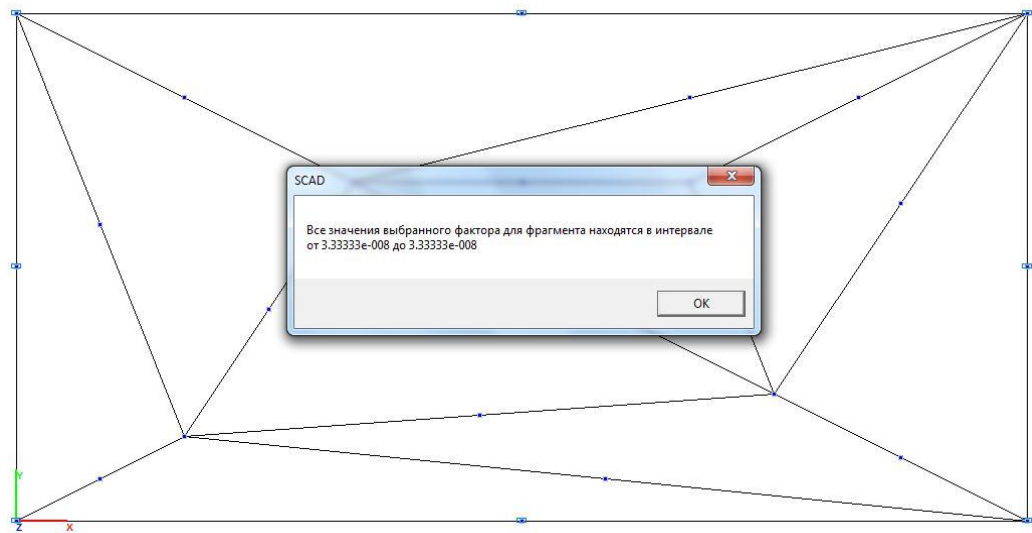 SCAD
Все значения выбранного фактора для фрагмента находятся в интервале
от 3.33333e-008 до 3.33333e-008
OK
Y
Z
X